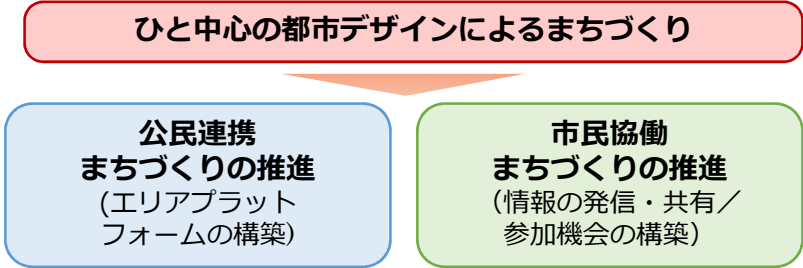 ひと中心の都市デザインによるまちづくり
公民連携
まちづくりの推進
(エリアプラット
フォームの構築)
市民協働
まちづくりの推進
（情報の発信・共有／
参加機会の構築）